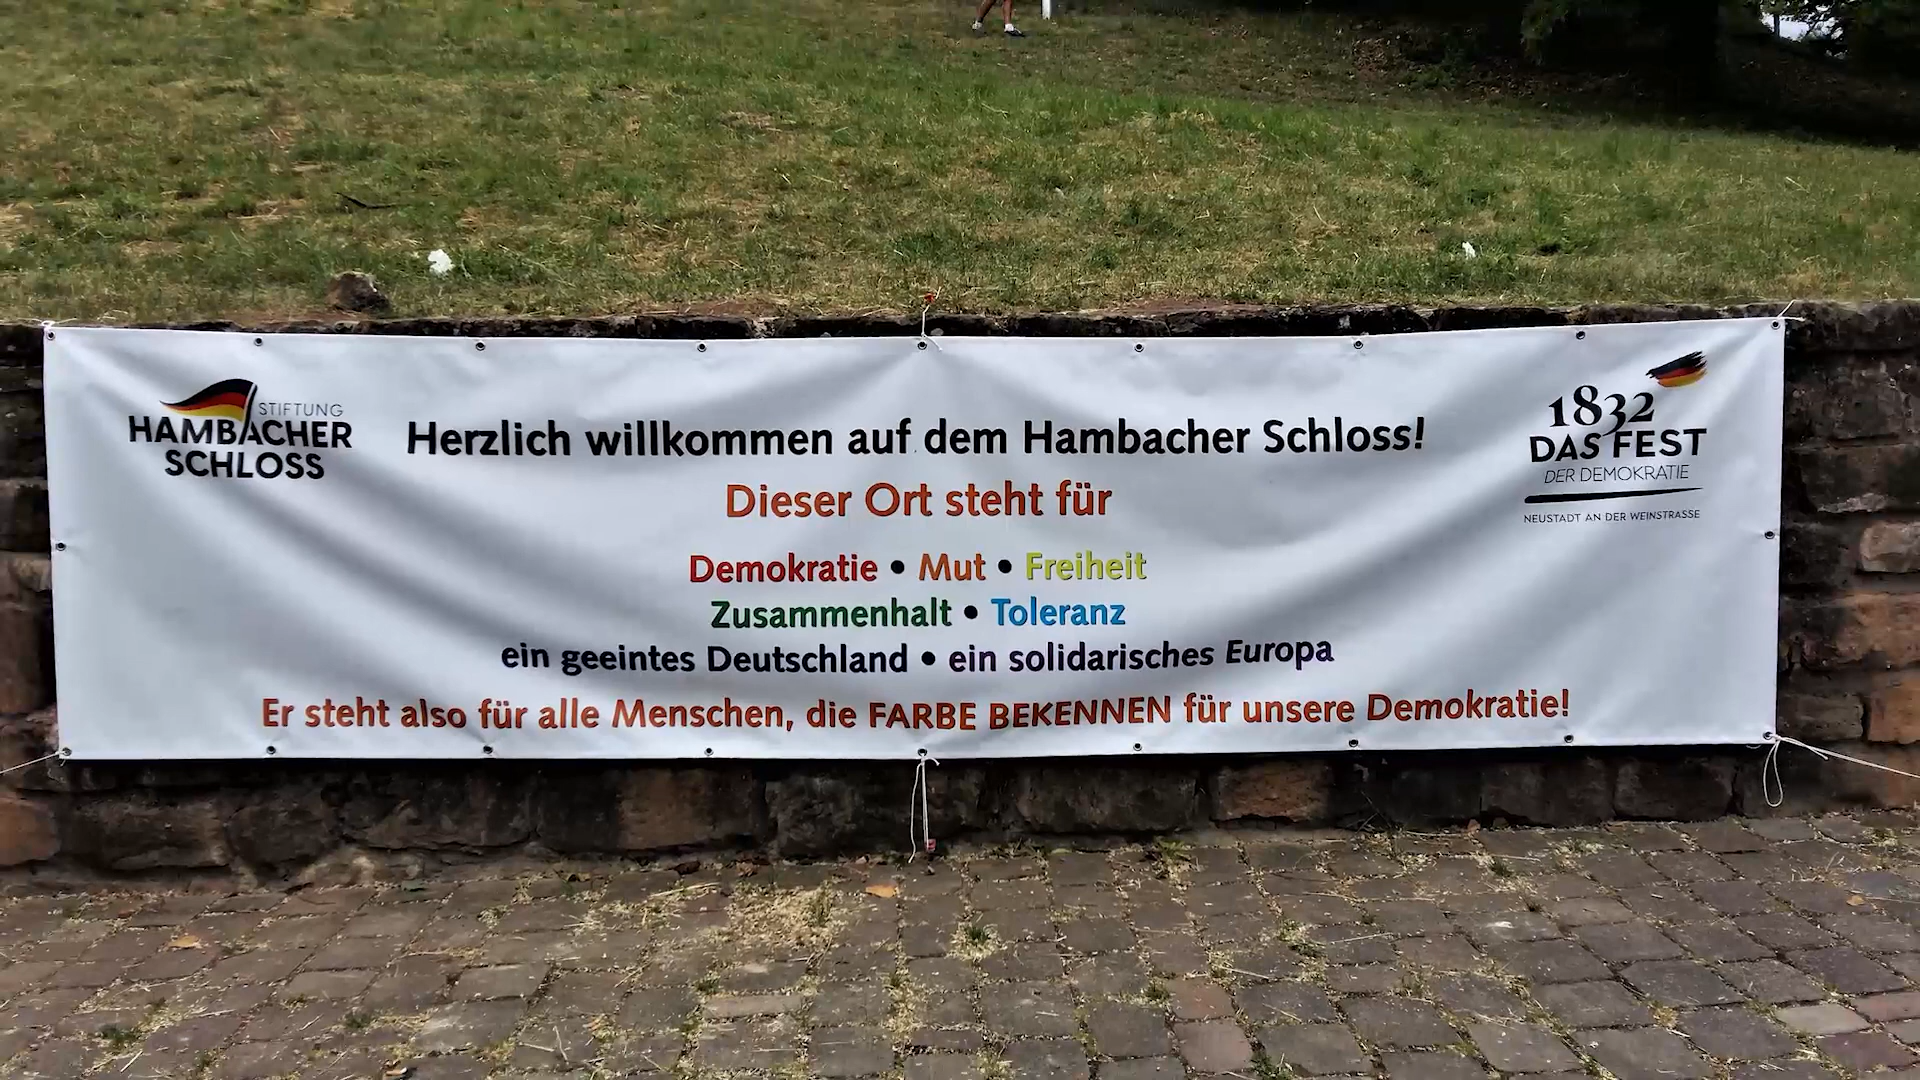 STIFTUNG
HAMBACHER
SCHLOSS
Herzlich willkommen auf dem Hambacher Schloss!
Dieser Ort steht für
Demokratie • Mut • Freiheit
Zusammenhalt • Toleranz
ein geeintes Deutschland • ein solidarisches Europa
Er steht also für alle Menschen, die FARBE BEKENNEN für unsere Demokratie!
1832
DAS FEST
DER DEMOKRATIE
NEUSTADT AN DER WEINSTRASSE